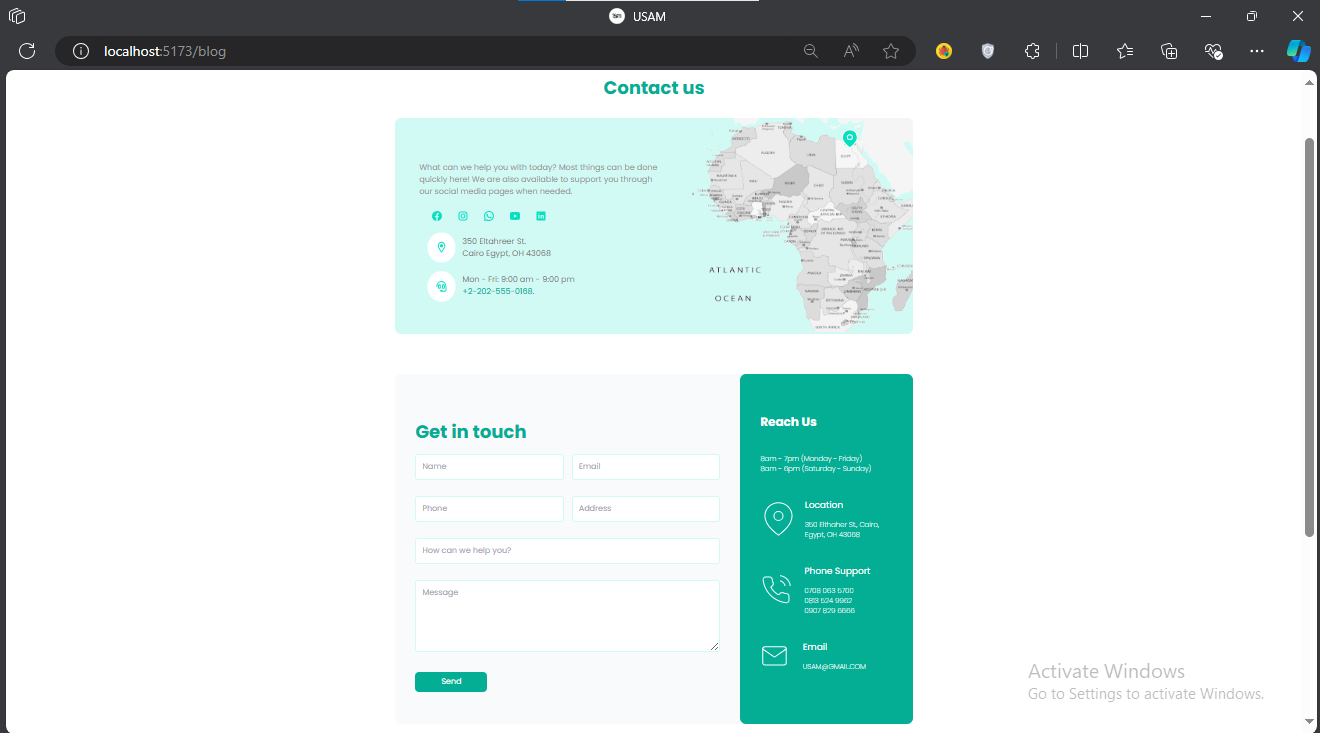 USAM
localhost:5173/blog
Contact us
What can we help you with today? Most things can be done
quickly here! We are also available to support you through
our social media pages when needed.
350 Eltahreer St.
Cairo Egypt, OH 43068
Mon - Fri: 9:00 am - 9:00 pm
+2-202-555-0168.
ATLANTIC
OCEAN
Get in touch
Name
Email
Phone
Address
How can we help you?
Message
Send
Reach Us
8am - 7pm (Monday - Friday)
8am - 6pm (Saturday - Sunday)
Location
350 Elthaher St, Cairo,
Egypt, OH 43068
Phone Support
0708 063 5700
0813 524 9962
0907 829 6666
Email
USAM@GMAIL.COM
Activate Windows
Go to Settings to activate Windows.